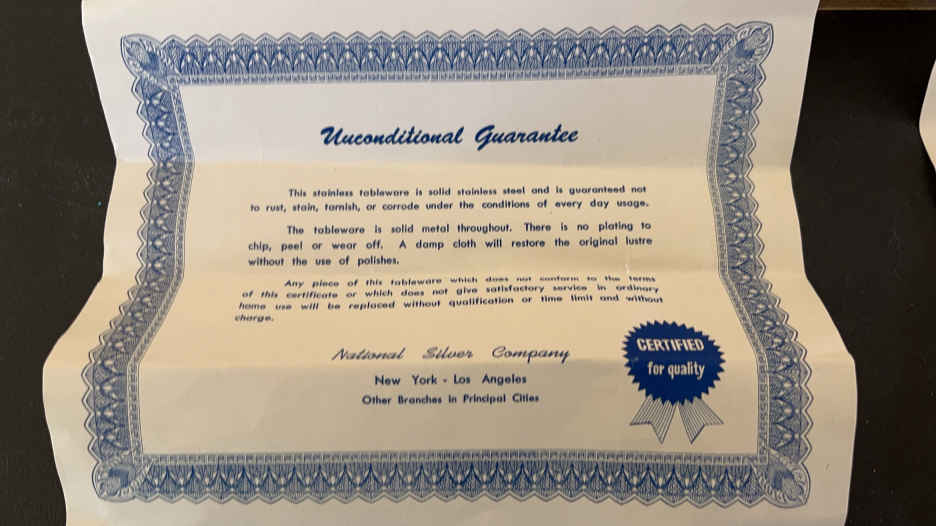 Unconditional Guarantee
This stainless tableware is solid stainless steel and is guaranteed not
to rust, stain, tarnish, or corrode under the conditions of every day usage.
The tableware is solid metal throughout. There is no plating to
chip, peel or wear off. A damp cloth will restore the original lustre
without the use of polishes.
Any piece of this tableware which does not conform to the terms
of this certificate or which does not give satisfactory service in ordinary
home use will be replaced without qualification or time limit and without
charge.
National Silver Company
New York - Los Angeles
Other Branches in Principal Cities
CERTIFIED
for quality